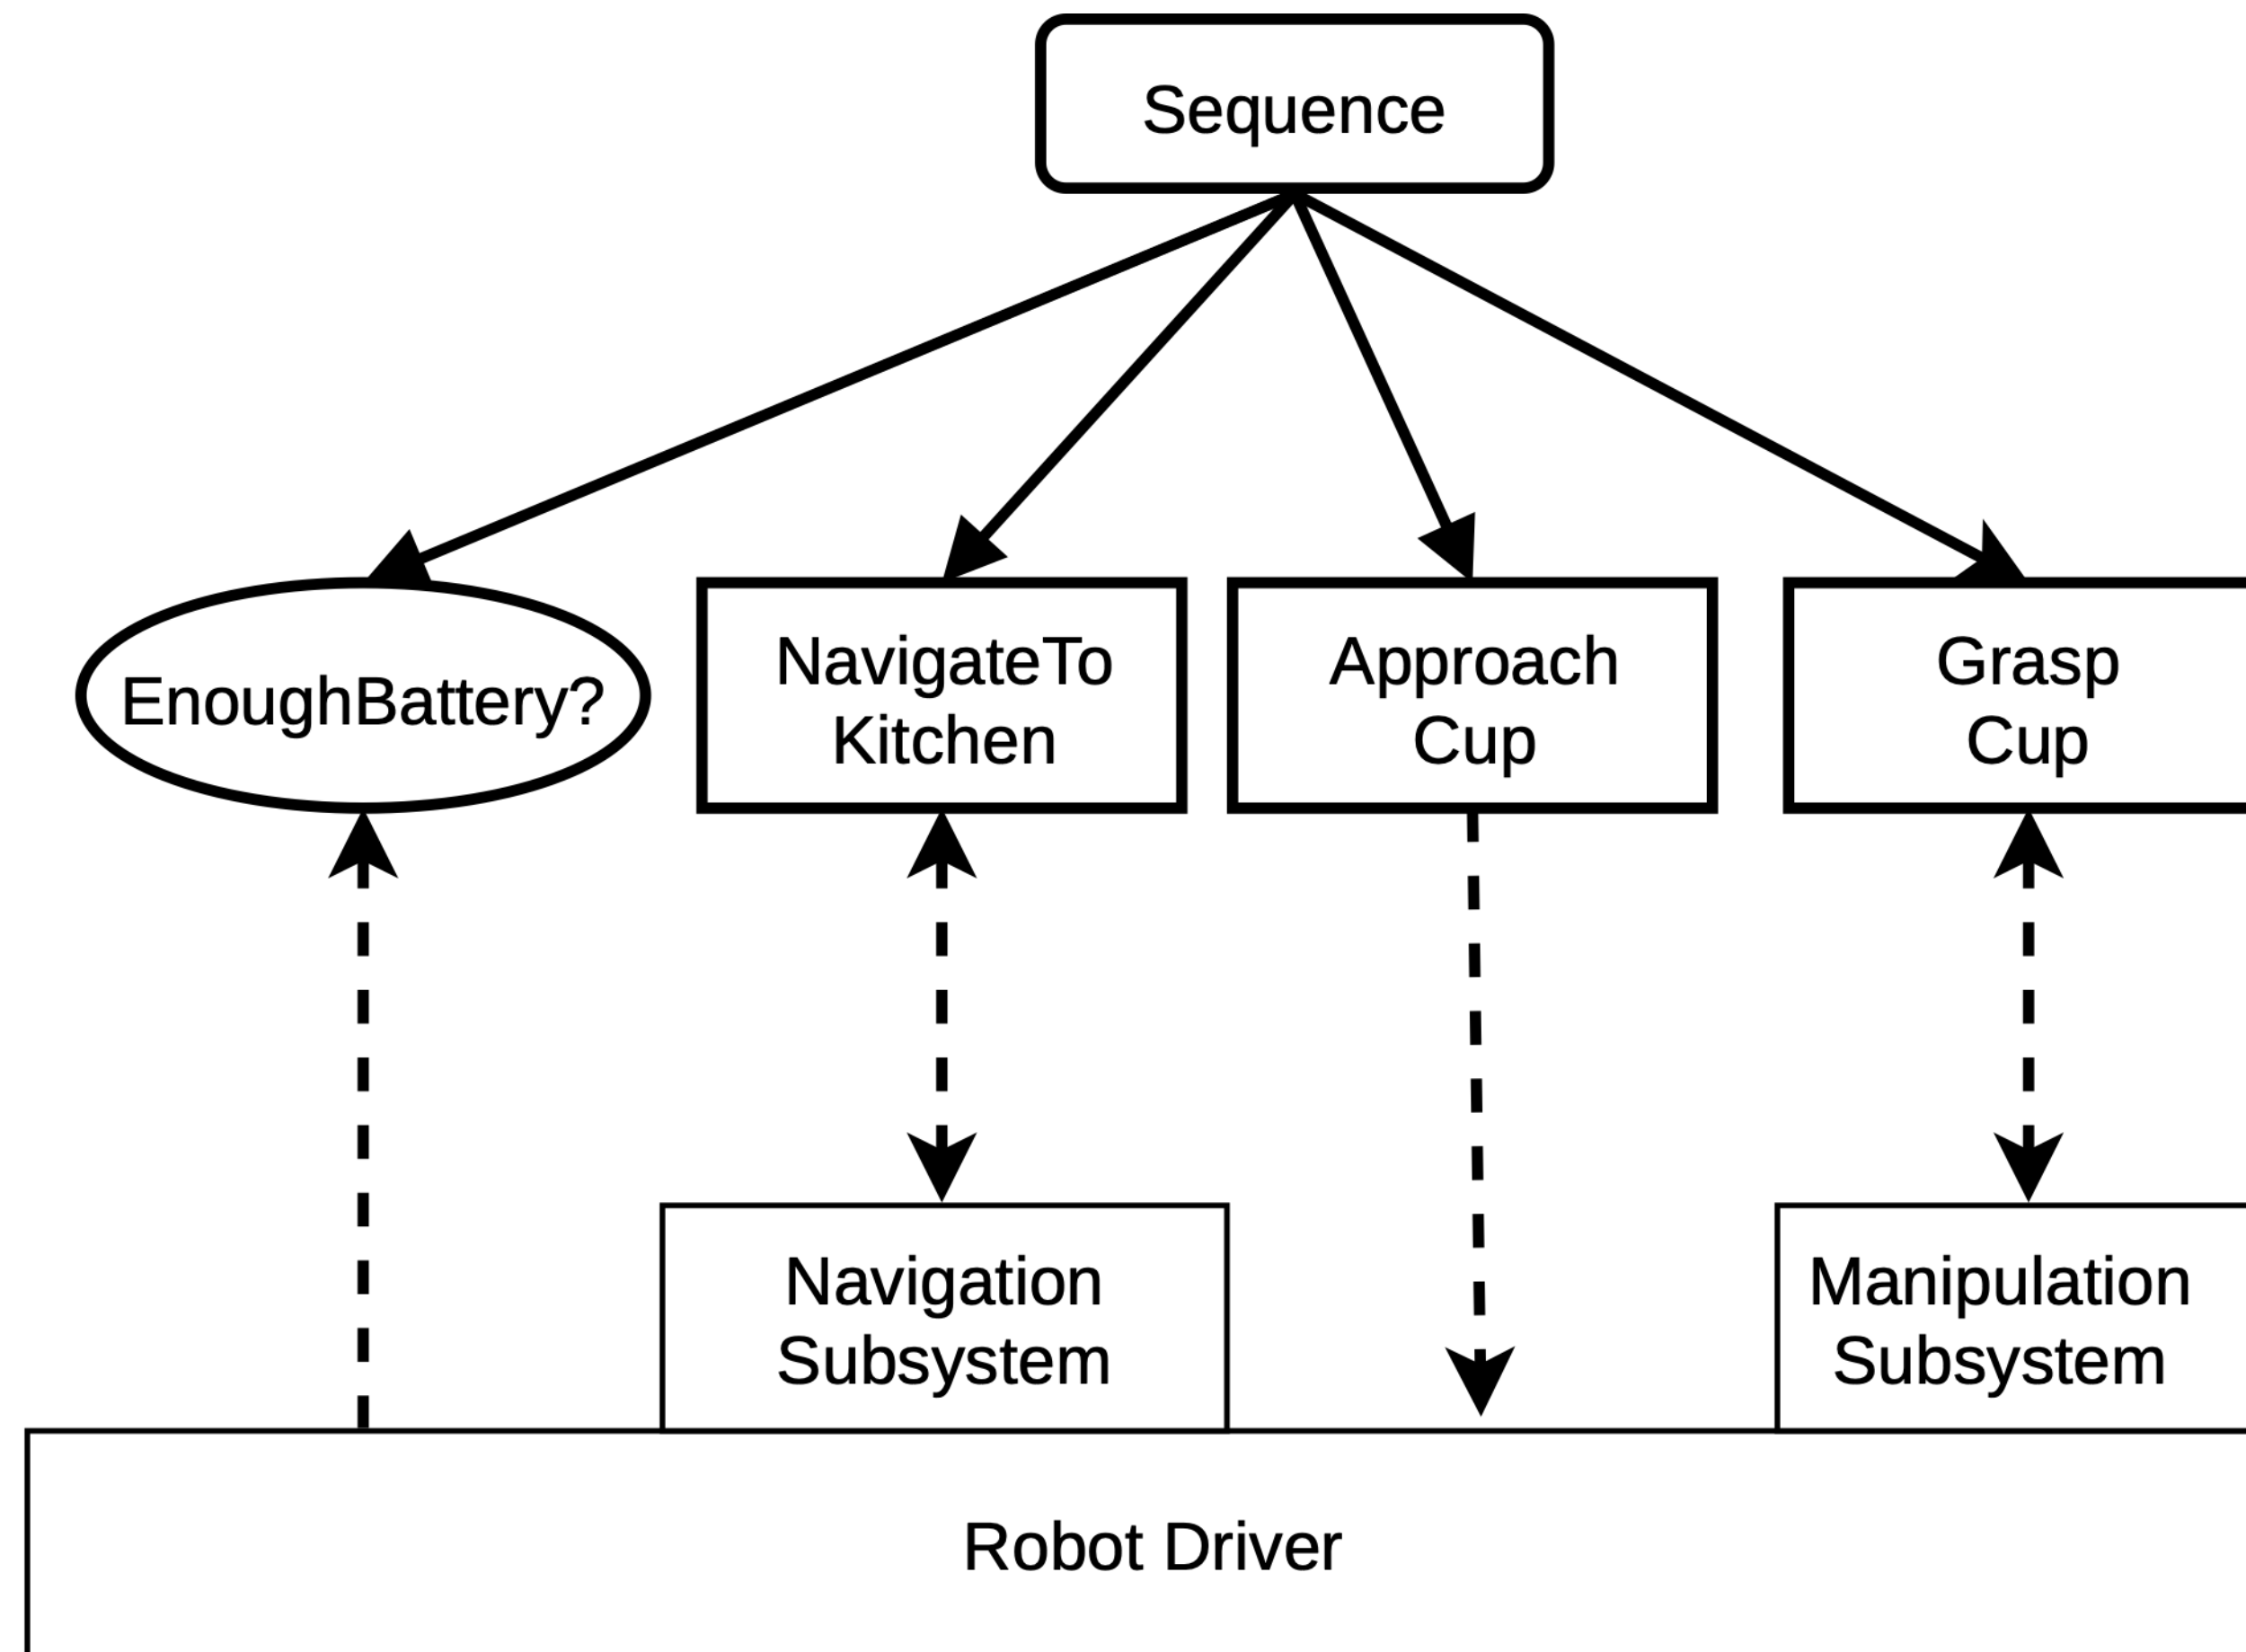 Sequence
EnoughBattery?
NavigateTo
Kitchen
Approach
Cup
Grasp
Cup
Navigation
Subsystem
Manipulation
Subsystem
Robot Driver